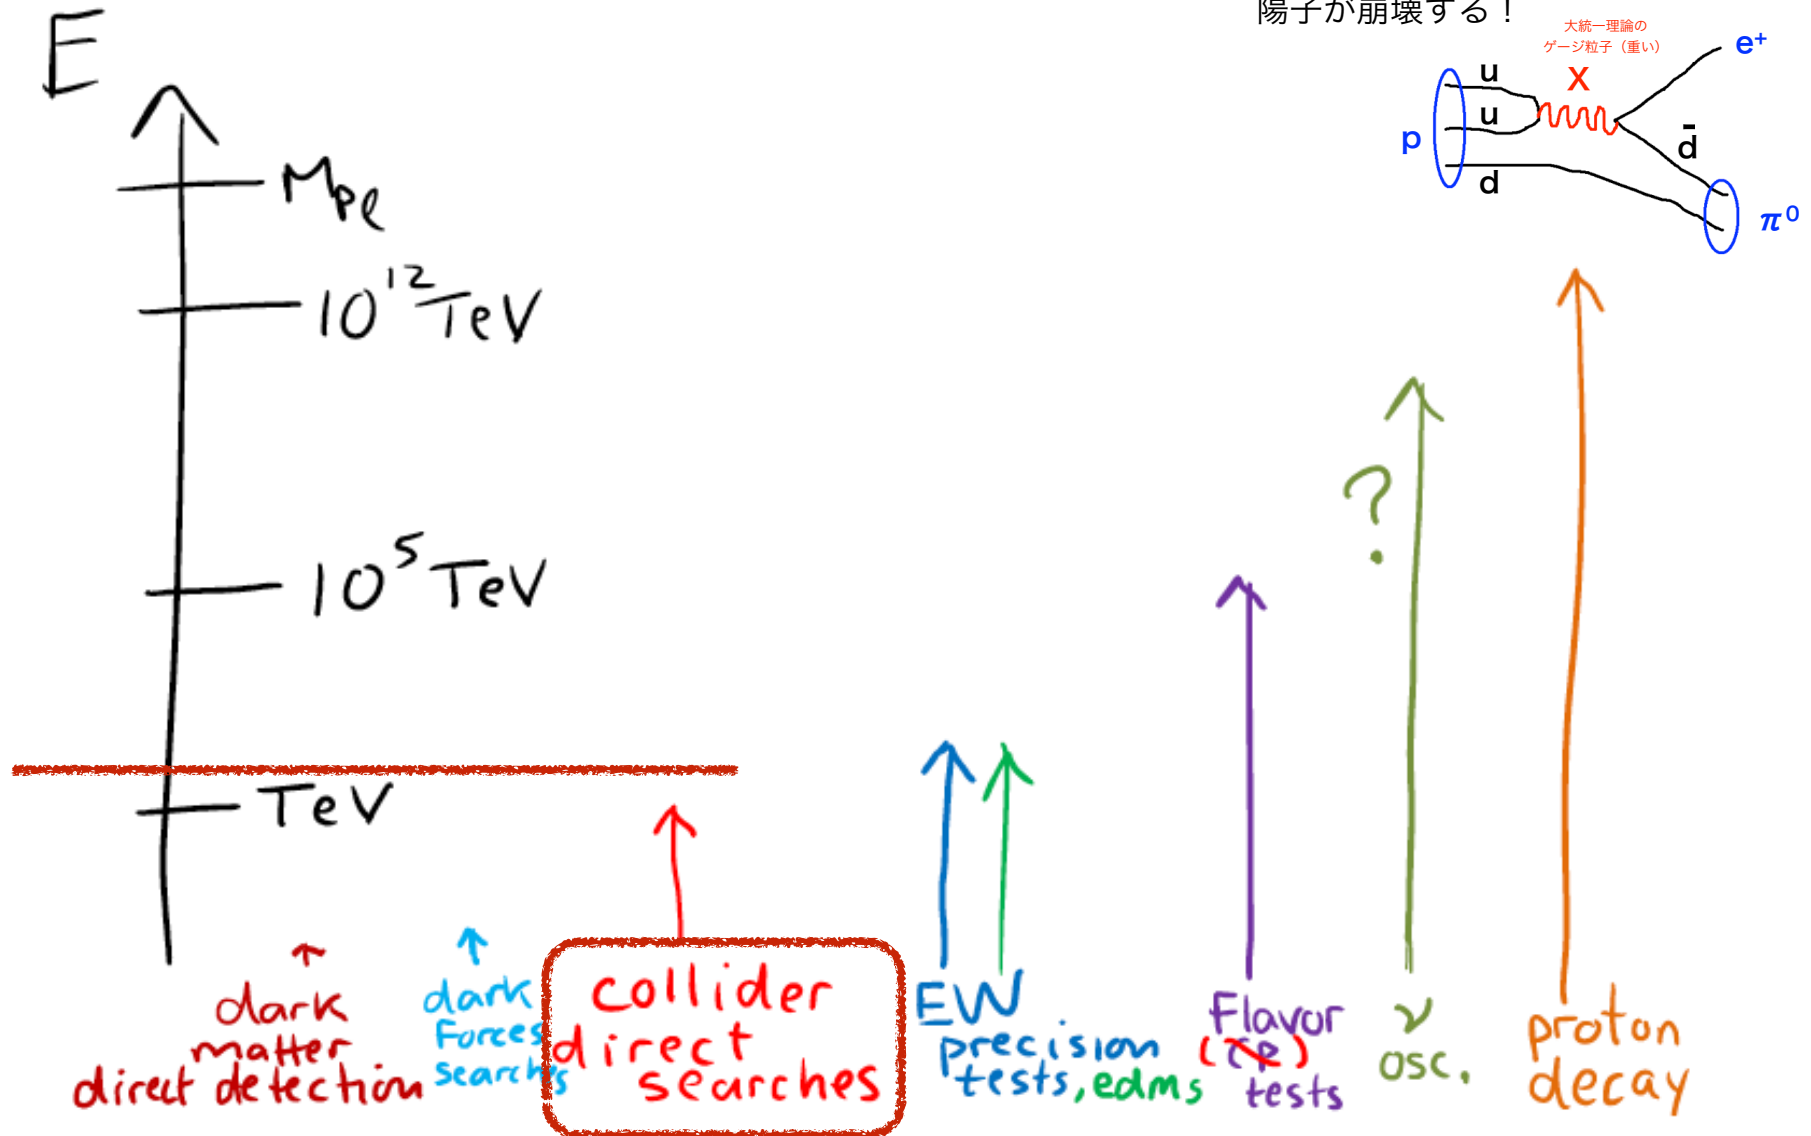 陽子が崩壊する！
大統一理論の
ゲージ粒子（重い）
X
e+
u
u
d
p
d̄
π0
E
Mpl
10^12 TeV
10^5 TeV
TeV
?
dark
matter
direct detection
dark
Forces
searches
collider
direct
searches
EW
precision
tests, edms
Flavor
(CP)
tests
ν
osc.
proton
decay